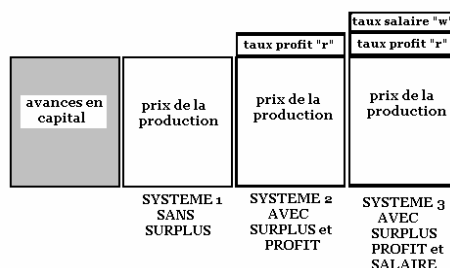 avances en
capital
prix de la
production
SYSTEME 1
SANS
SURPLUS
taux profit "r"
prix de la
production
SYSTEME 2
AVEC
SURPLUS et
PROFIT
taux salaire "w"
taux profit "r"
prix de la
production
SYSTEME 3
AVEC
SURPLUS
PROFIT et
SALAIRE